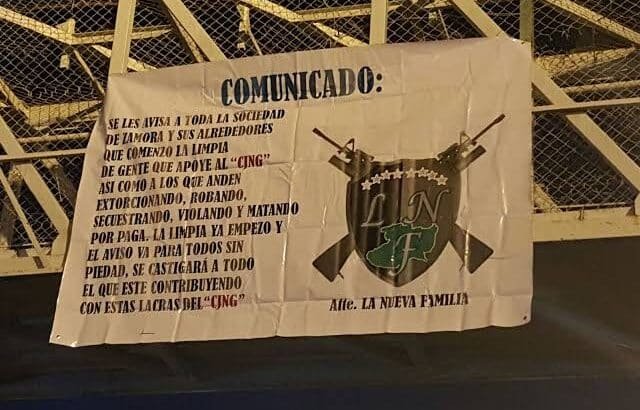 COMUNICADO:
SE LES AVISA A TODA LA SOCIEDAD
DE ZAMORA Y SUS ALREDEDORES
QUE COMENZO LA LIMPIA
DE GENTE QUE APOYE AL "CJNG"
ASI COMO A LOS QUE ANDEN
EXTORCIONANDO, ROBANDO,
SECUESTRANDO, VIOLANDO Y MATANDO
POR PAGA. LA LIMPIA YA EMPEZO Y
EL AVISO VA PARA TODOS SIN
PIEDAD, SE CASTIGARÁ A TODO
EL QUE ESTE CONTRIBUYENDO
CON ESTAS LACRAS DEL "CJNG"
L N
F
Atte. LA NUEVA FAMILIA